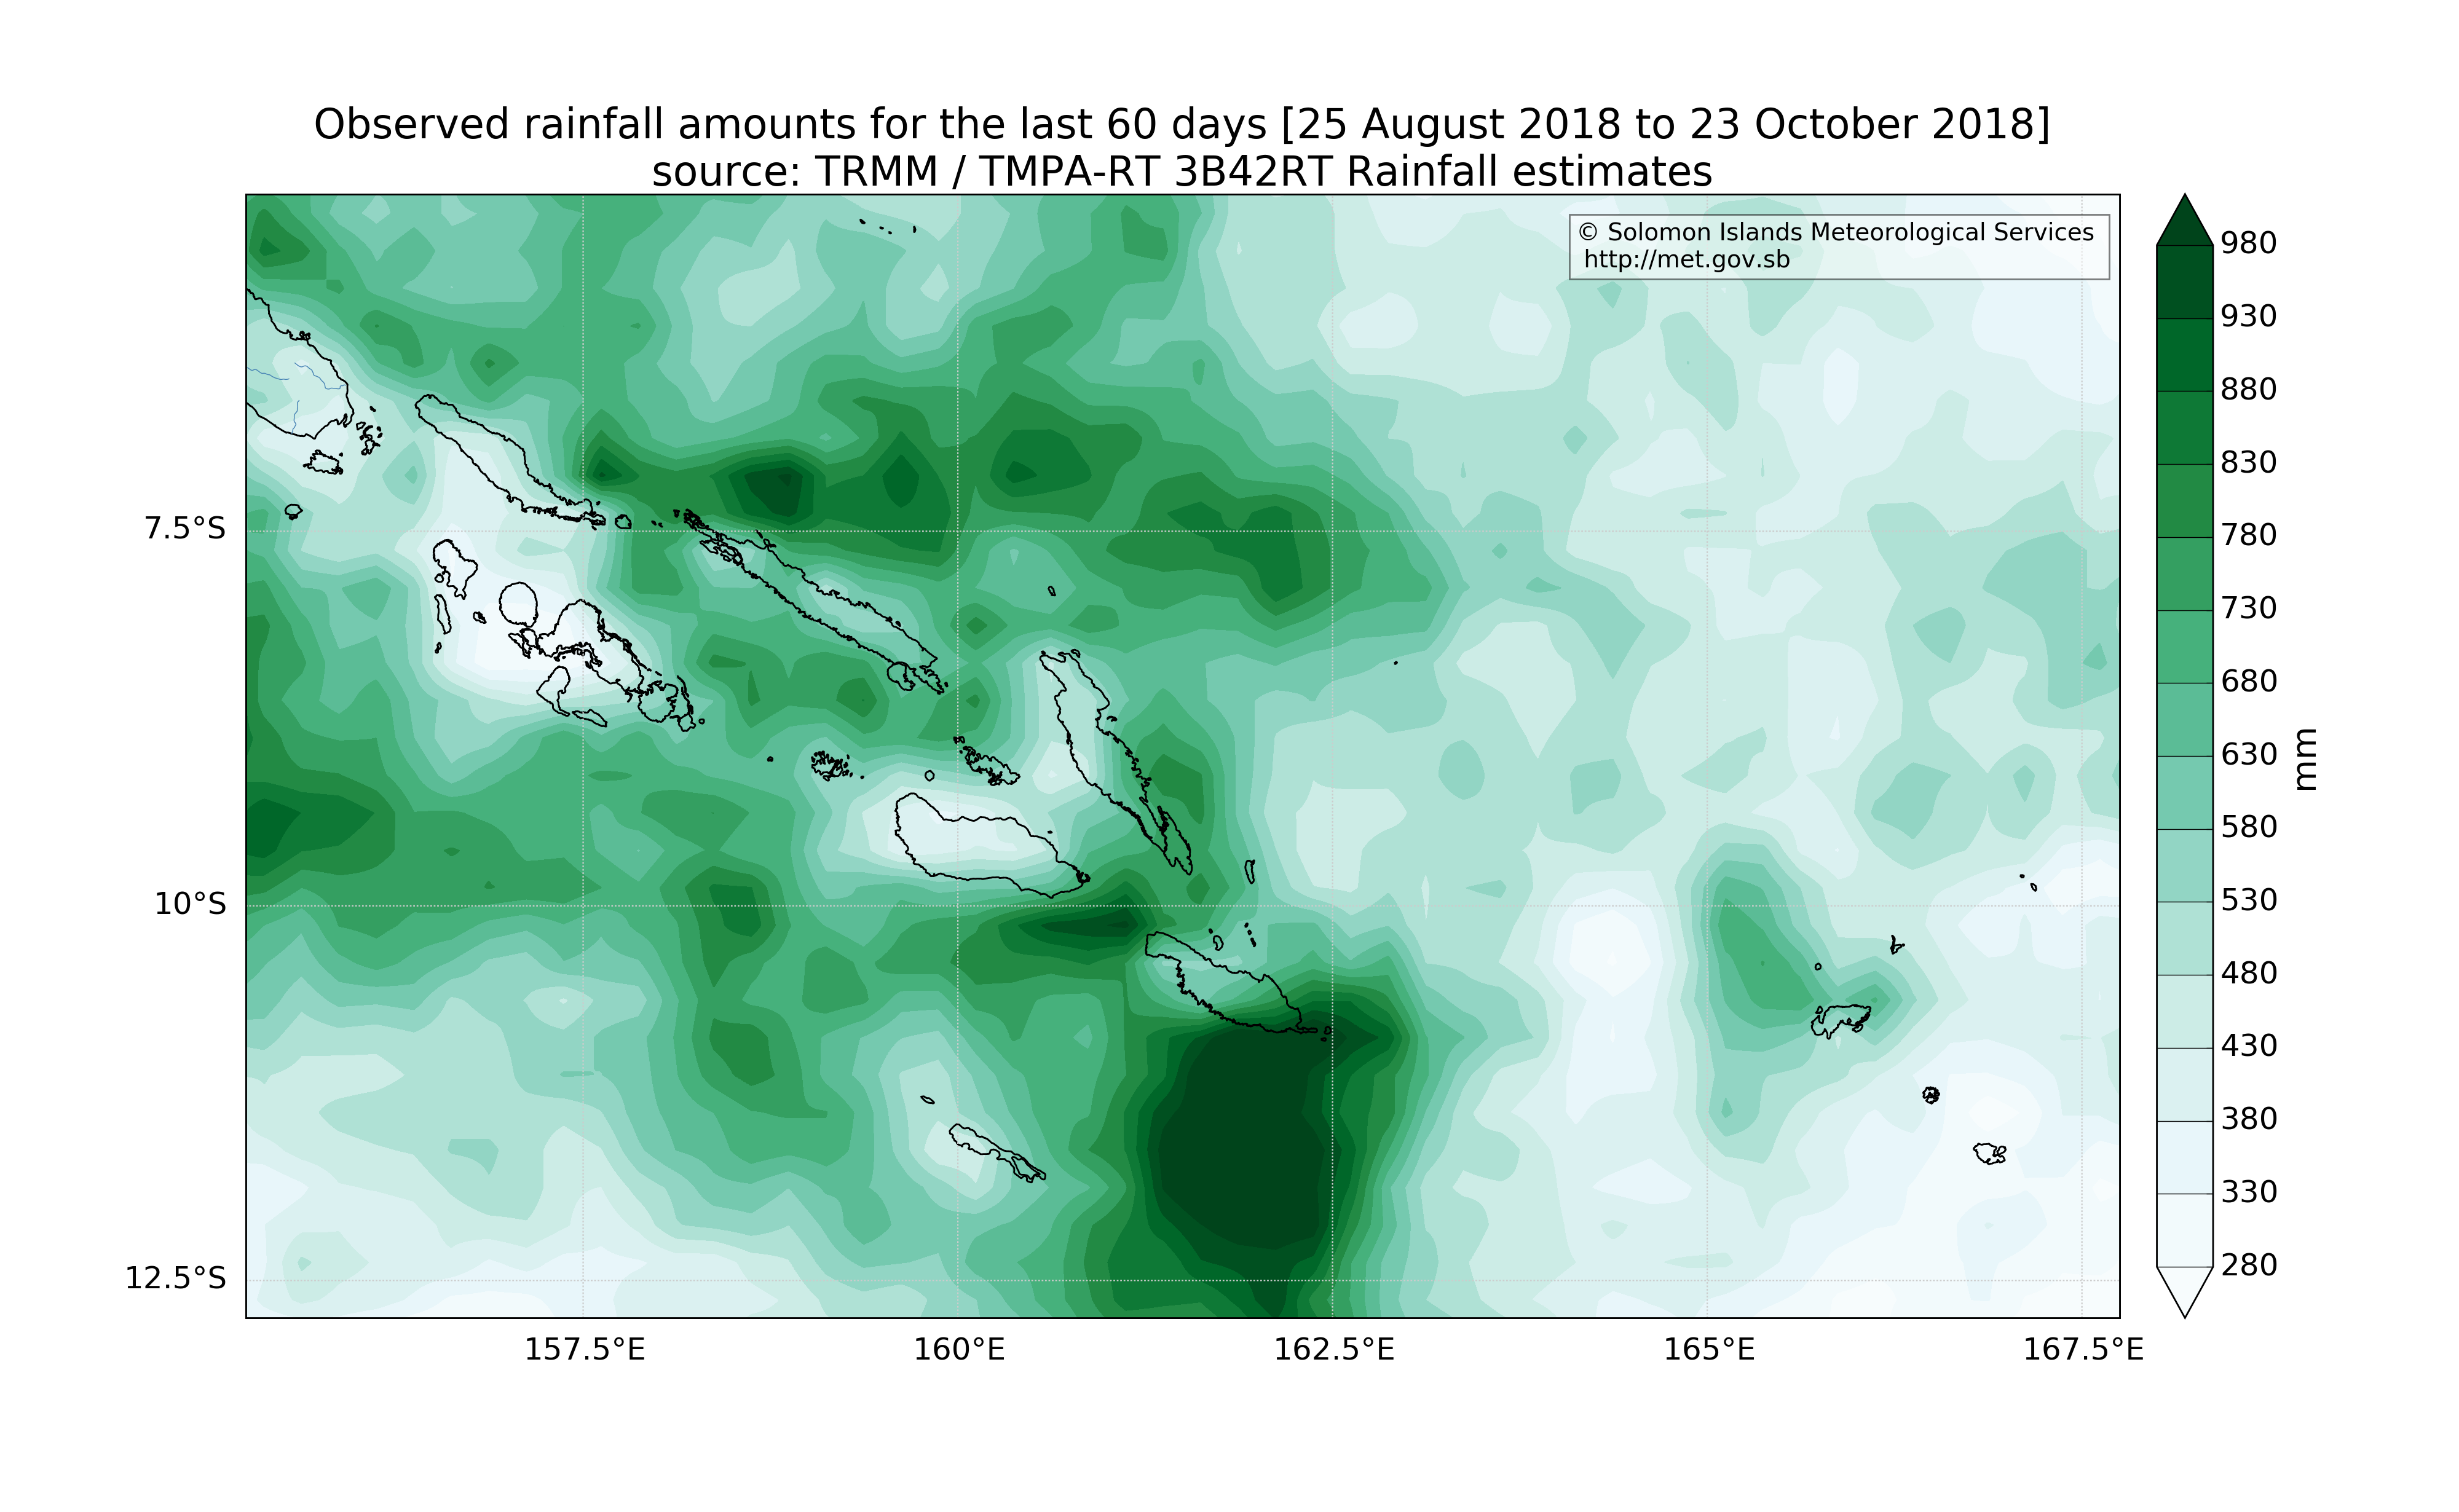 Observed rainfall amounts for the last 60 days [25 August 2018 to 23 October 2018]
source: TRMM / TMPA-RT 3B42RT Rainfall estimates
© Solomon Islands Meteorological Services
http://met.gov.sb
7.5°S
10°S
12.5°S
157.5°E
160°E
162.5°E
165°E
167.5°E
980
930
880
830
780
730
680
630
580
530
480
430
380
330
280
mm